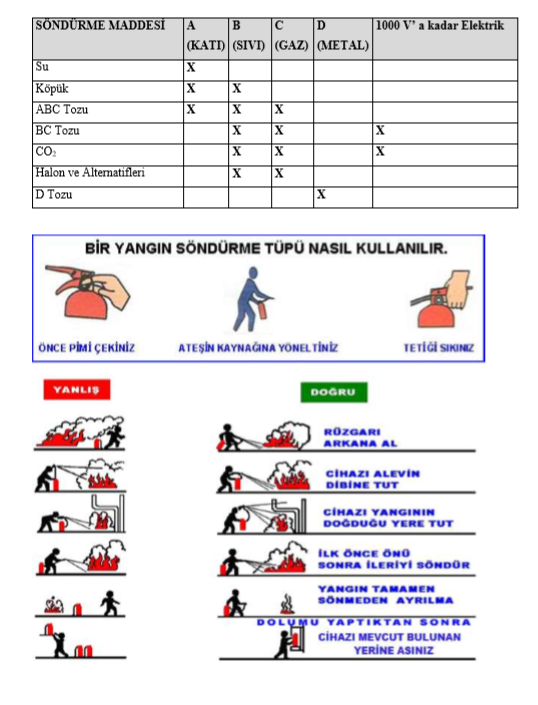 SÖNDÜRME MADDESİ A B C D 1000 V’ a kadar Elektrik
(KATI) (SIVI) (GAZ) (METAL)
Su X
Köpük X X
ABC Tozu X X X
BC Tozu X X X
CO₂ X X X
Halon ve Alternatifleri X X
D Tozu X
BİR YANGIN SÖNDÜRME TÜPÜ NASIL KULLANILIR.
ÖNCE PİMİ ÇEKİNİZ ATEŞİN KAYNAĞINA YÖNELTİNİZ TETİĞİ SIKINIZ
YANLIŞ DOĞRU
RÜZGARI
ARKANA AL
CİHAZI ALEVİN
DİBİNE TUT
CİHAZI YANGININ
DOĞDUĞU YERE TUT
İLK ÖNCE ÖNÜ
SONRA İLERİYİ SÖNDÜR
YANGIN TAMAMEN
SÖNMEDEN AYRILMA
DOLUMU YAPTIKTAN SONRA
CİHAZI MEVCUT BULUNAN
YERİNE ASINIZ